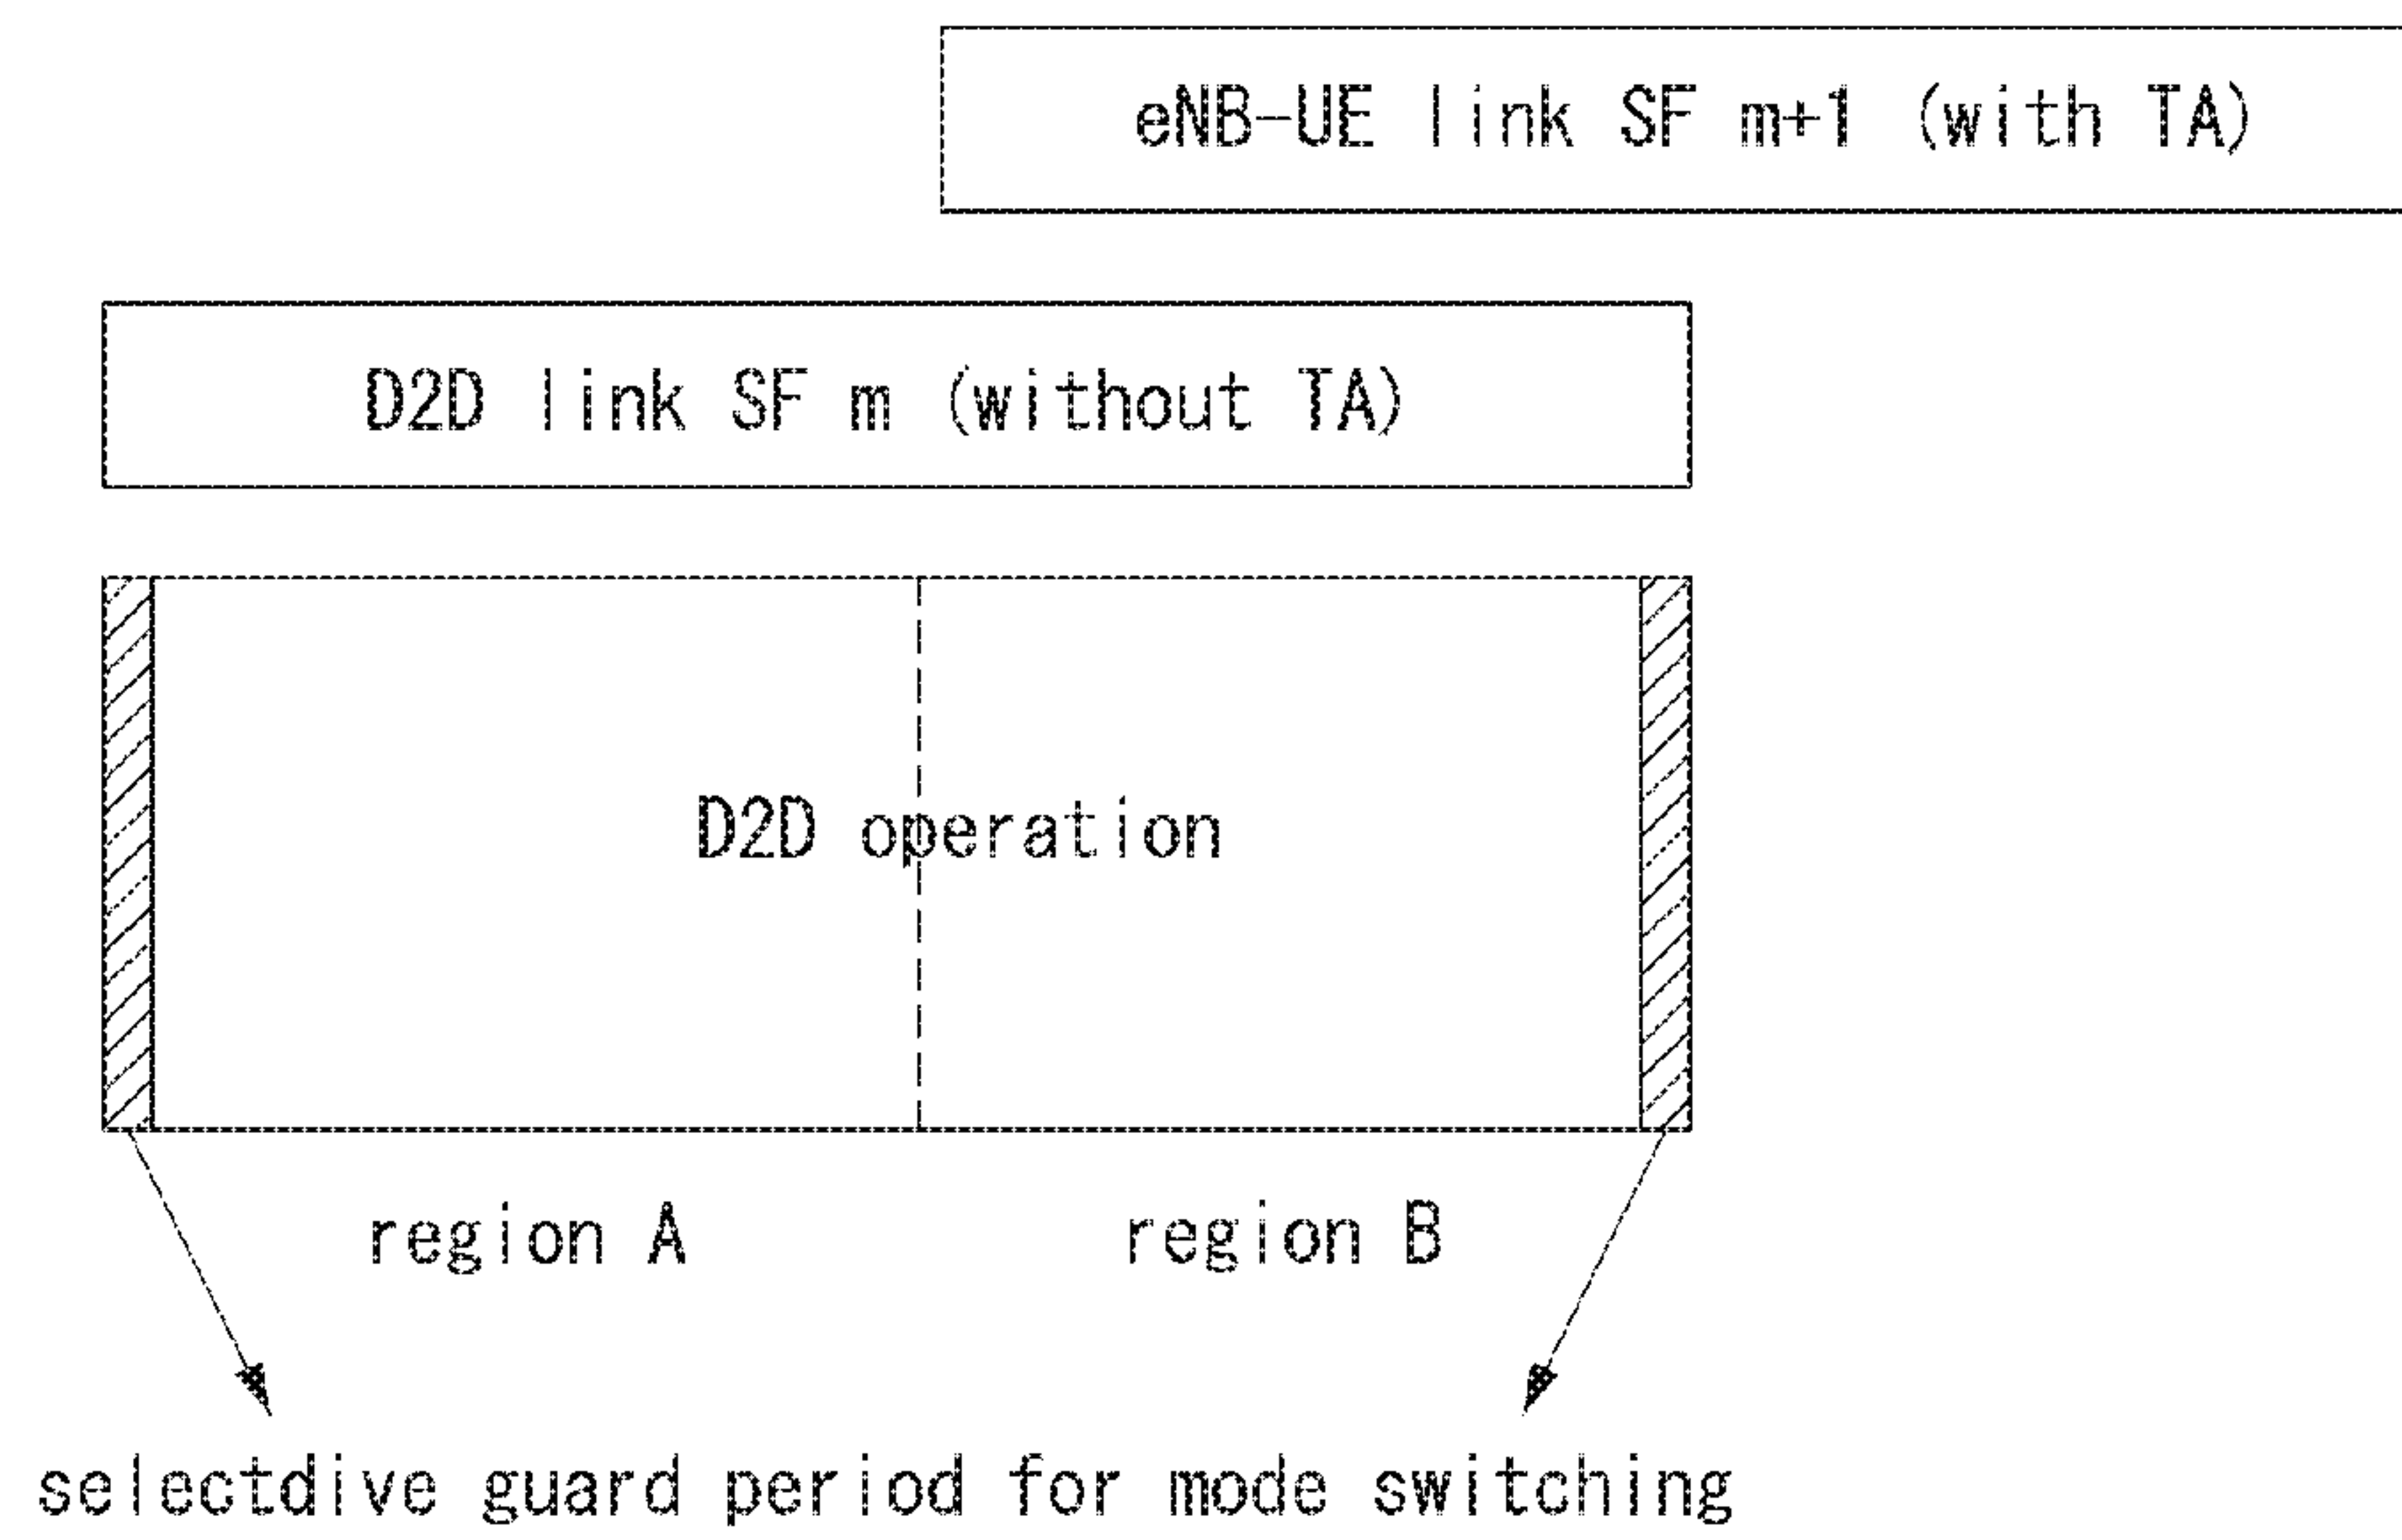 eNB-UE link SF m+1 (with TA)
D2D link SF m (without TA)
D2D operation
region A
region B
selectdive guard period for mode switching